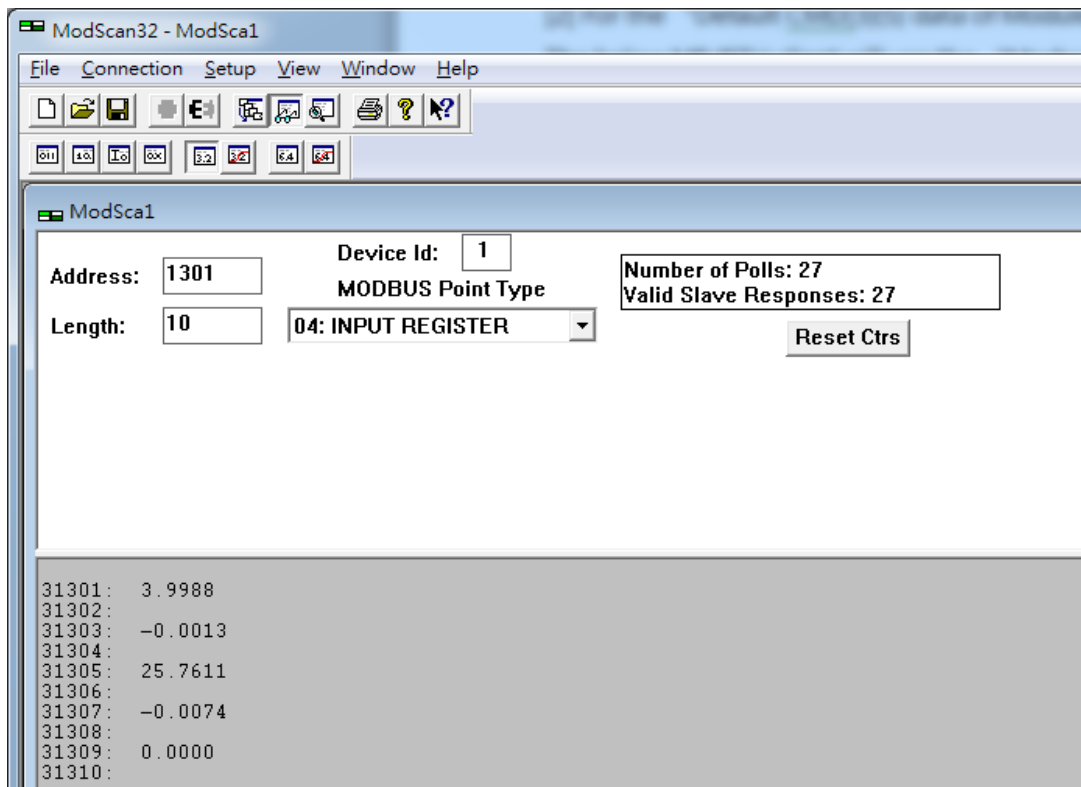 ModScan32 - ModSca1
File Connection Setup View Window Help
ModSca1
Address: 1301
Device Id: 1
MODBUS Point Type
Length: 10
04: INPUT REGISTER
Number of Polls: 27
Valid Slave Responses: 27
Reset Ctrs
31301: 3.9988
31302:
31303: -0.0013
31304:
31305: 25.7611
31306:
31307: -0.0074
31308:
31309: 0.0000
31310: